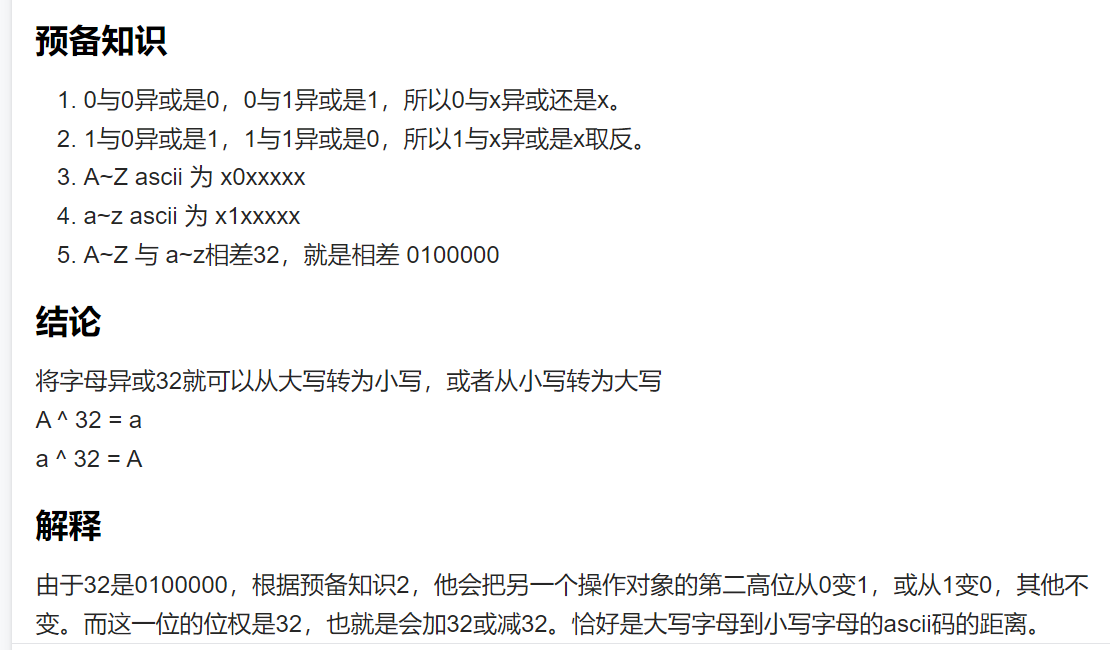 预备知识
1. 0与0异或是0，0与1异或是1，所以0与x异或还是x。
2. 1与0异或是1，1与1异或是0，所以1与x异或是x取反。
3. A~Z ascii 为 x0xxxxx
4. a~z ascii 为 x1xxxxx
5. A~Z 与 a~z相差32，就是相差 0100000
结论
将字母异或32就可以从大写转为小写，或者从小写转为大写
A ^ 32 = a
a ^ 32 = A
解释
由于32是0100000，根据预备知识2，他会把另一个操作对象的第二高位从0变1，或从1变0，其他不
变。而这一位的位权是32，也就是会加32或减32。恰好是大写字母到小写字母的ascii码的距离。